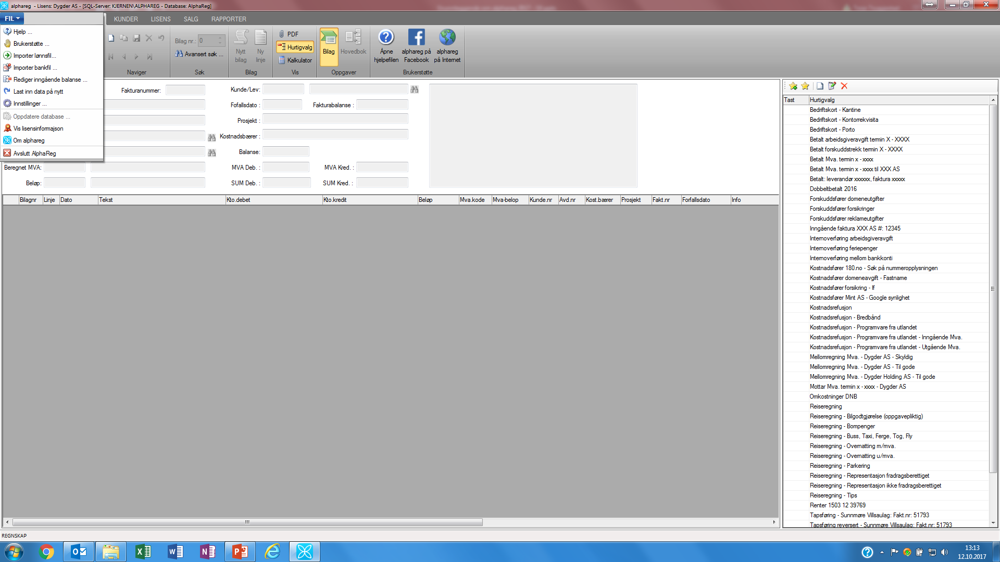 alphareg - Lisens: Dygder AS - [SQL-Server: KJERNEN\ALPHAREG - Database: AlphaReg]
FIL KUNDER LISENS SALG RAPPORTER
Hjelp ...
Brukerstøtte ...
Importer lønnsfil...
Importer bankfil ...
Rediger inngående balanse ...
Last inn data på nytt
Innstillinger ...
Oppdatere database ...
Vis lisensinformajson
Om alphareg
Avslutt AlphaReg
Naviger
Bilag nr.: 0
Avansert søk ...
Søk
Nytt bilag
Ny linje
Bilag
PDF
Hurtigvalg
Kalkulator
Vis
Bilag
Hovedbok
Oppgaver
Åpne hjelpefilen
alphareg på Facebook
alphareg på Internet
Brukerstøtte
Fakturanummer: Kunde/Lev:
Fofallsdato : Fakturabalanse :
Prosjekt :
Kostnadsbærer :
Balanse:
Beregnet MVA: MVA Deb. : MVA Kred. :
Beløp: SUM Deb. : SUM Kred. :
Bilagnr Linje Dato Tekst Kto.debet Kto.kredit Beløp Mva.kode Mva-belop Kunde.nr Avd.nr Kost.bærer Prosjekt Fakt.nr Forfallsdato Info
Tast Hurtigvalg
Bedriftskort - Kantine
Bedriftskort - Kontorrekvisita
Bedriftskort - Porto
Betalt arbeidsgiveravgift termin X - XXXX
Betalt forskuddstrekk termin X - XXXX
Betalt Mva. termin x - xxxx
Betalt Mva. termin x - xxxx til XXX AS
Betalt: leverandør xxxxxx, faktura xxxxx
Dobbeltbetalt 2016
Forskuddsfører domeneutgifter
Forskuddsfører forsikringer
Forskuddsfører reklameutgifter
Inngående faktura XXX AS #: 12345
Internoverføring arbeidsgiveravgift
Internoverføring feriepenger
Internoverføring mellom bankkonti
Kostnadsfører 180.no - Søk på nummeropplysningen
Kostnadsfører domeneavgift - Fastname
Kostnadsfører forsikring - If
Kostnadsfører Mint AS - Google synlighet
Kostnadsrefusjon
Kostnadsrefusjon - Bredbånd
Kostnadsrefusjon - Programvare fra utlandet
Kostnadsrefusjon - Programvare fra utlandet - Inngående Mva.
Kostnadsrefusjon - Programvare fra utlandet - Utgående Mva.
Mellomregning Mva. - Dygder AS - Skyldig
Mellomregning Mva. - Dygder AS - Til gode
Mellomregning Mva. - Dygder Holding AS - Til gode
Mottar Mva. termin x - xxxx - Dygder AS
Omkostninger DNB
Reiseregning
Reiseregning - Bilgodtgjørelse (oppgavepliktig)
Reiseregning - Bompenger
Reiseregning - Buss, Taxi, Ferge, Tog, Fly
Reiseregning - Overnatting m/mva.
Reiseregning - Overnatting u/mva.
Reiseregning - Parkering
Reiseregning - Representasjon fradragsberettiget
Reiseregning - Representasjon ikke fradragsberettiget
Reiseregning - Tips
Renter 1503 12 39769
Tapsføring - Sunnmøre Villsaulag: Fakt.nr: 51793
Tapsføring reversert - Sunnmøre Villsaulag: Fakt.nr: 51793
REGNSKAP
13:13
12.10.2017